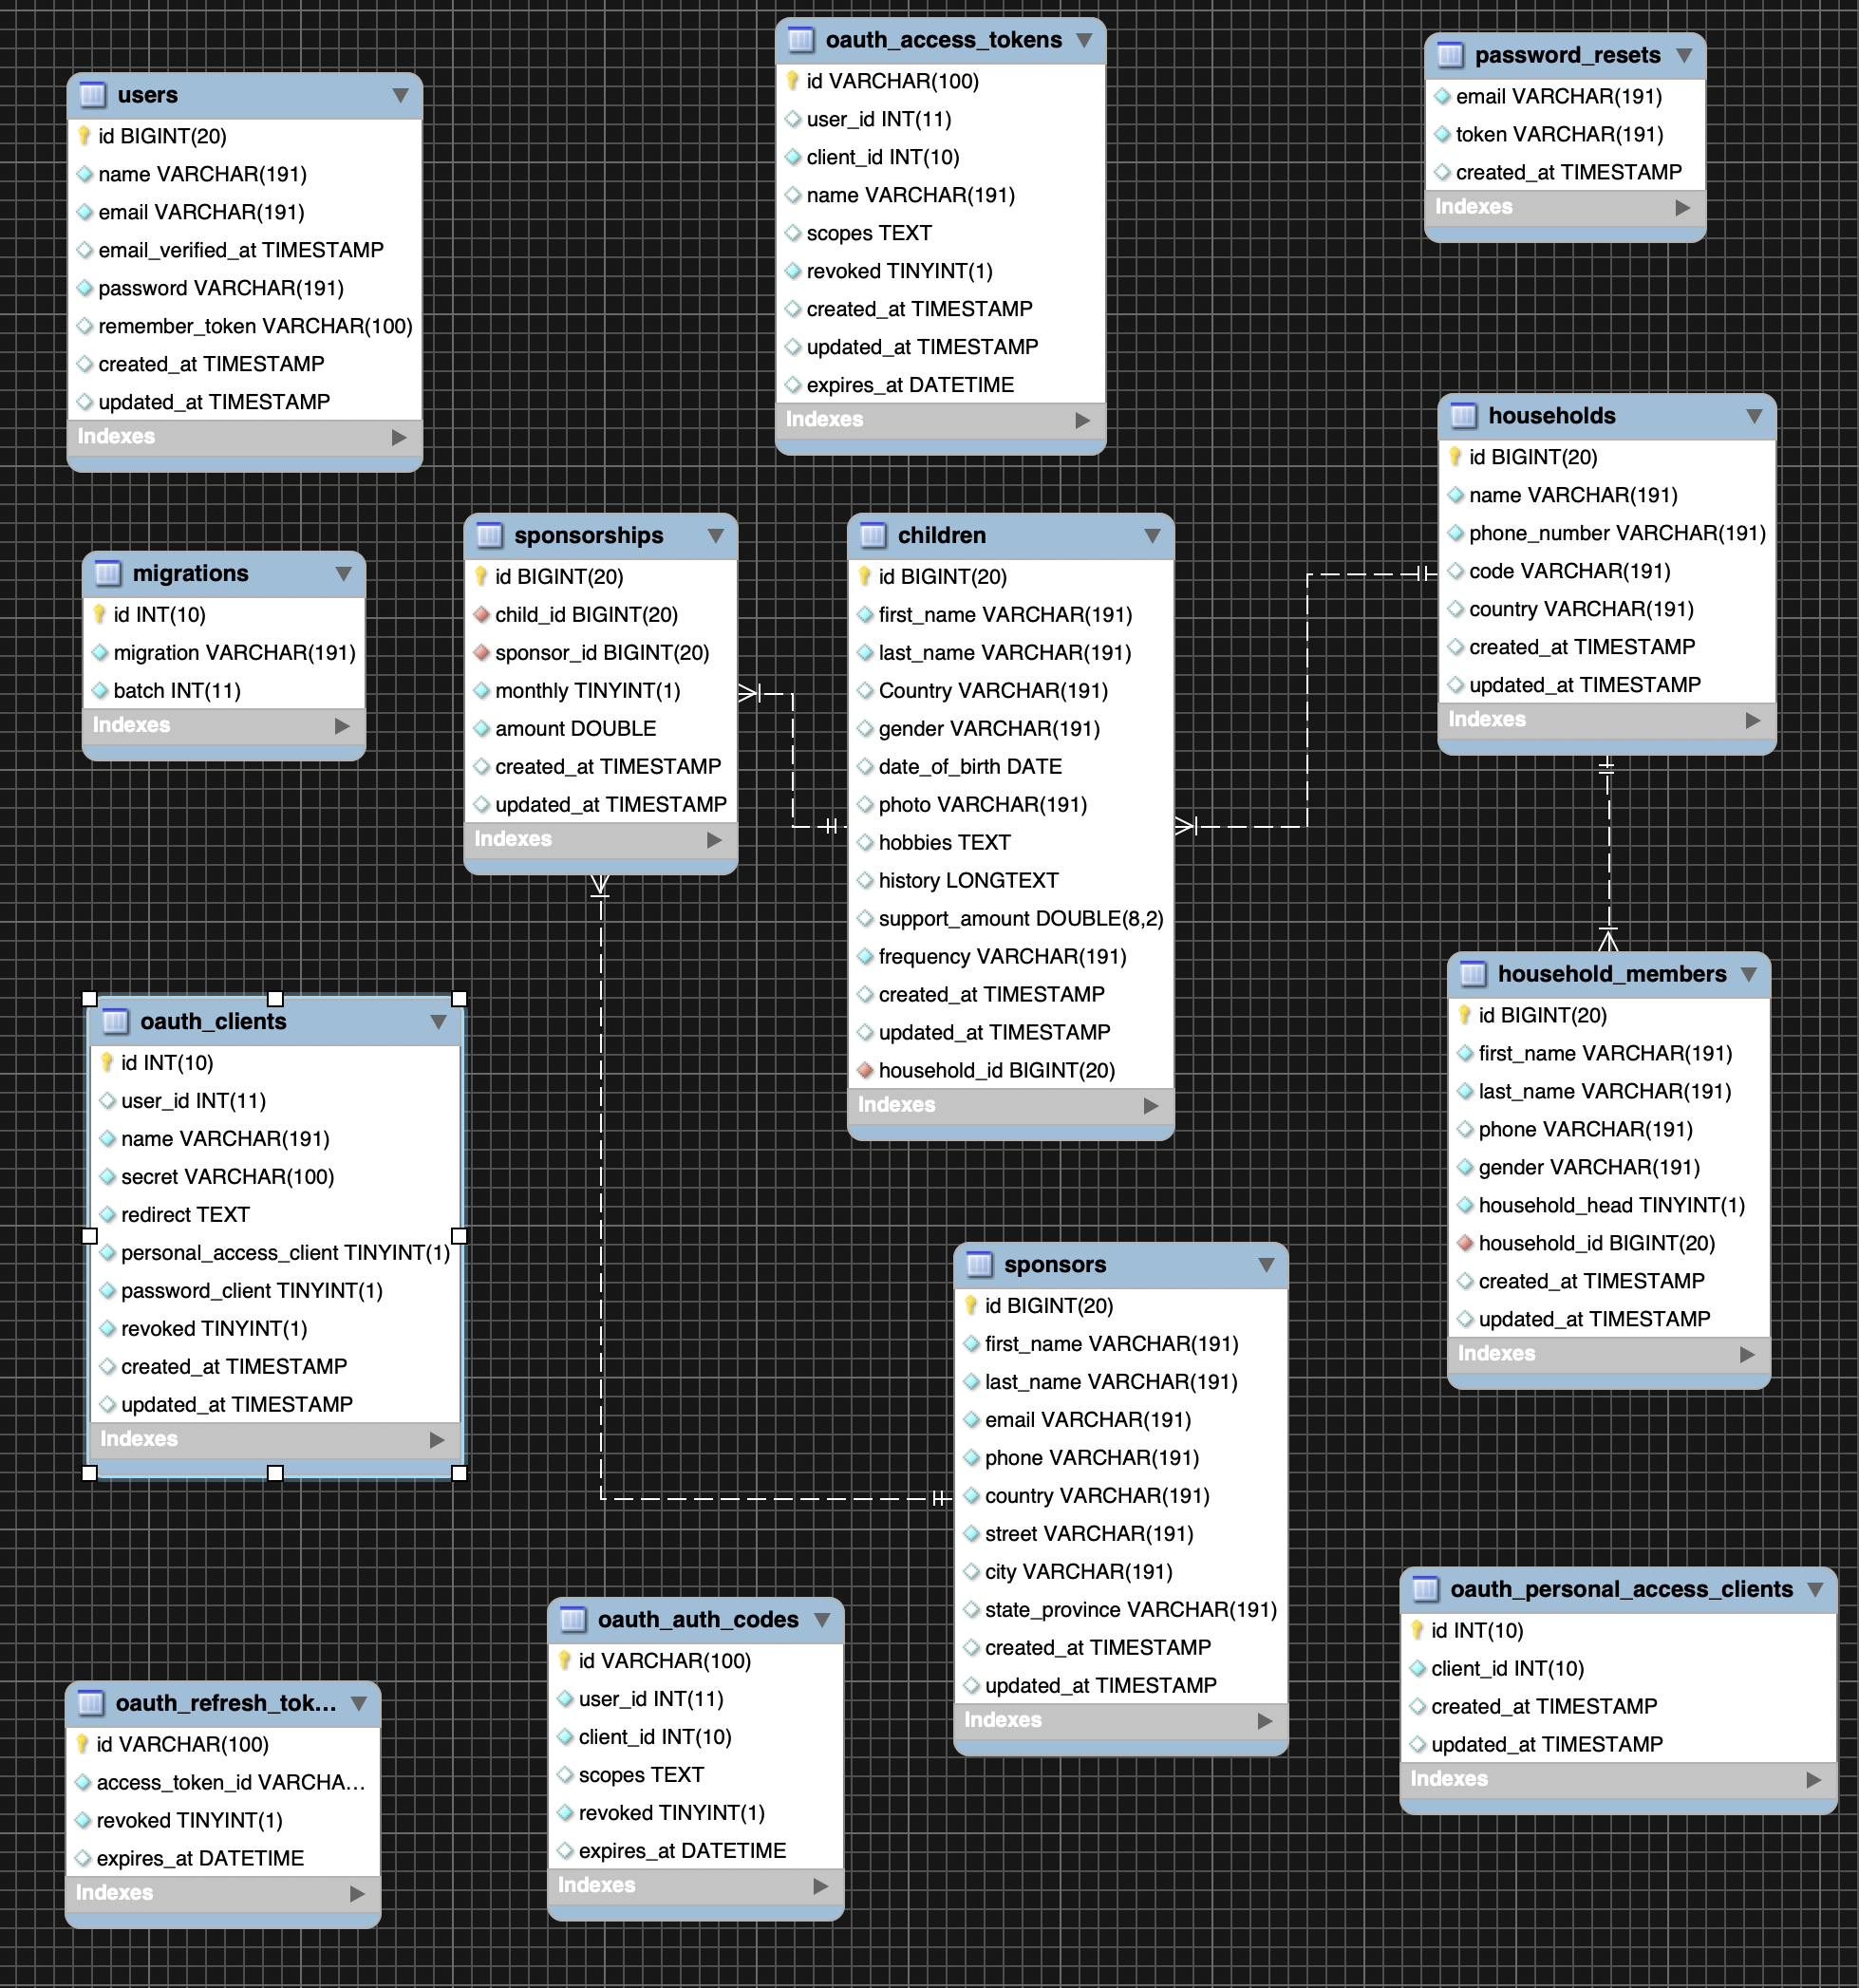 users
id BIGINT(20)
name VARCHAR(191)
email VARCHAR(191)
email_verified_at TIMESTAMP
password VARCHAR(191)
remember_token VARCHAR(100)
created_at TIMESTAMP
updated_at TIMESTAMP
Indexes
oauth_access_tokens
id VARCHAR(100)
user_id INT(11)
client_id INT(10)
name VARCHAR(191)
scopes TEXT
revoked TINYINT(1)
created_at TIMESTAMP
updated_at TIMESTAMP
expires_at DATETIME
Indexes
password_resets
email VARCHAR(191)
token VARCHAR(191)
created_at TIMESTAMP
Indexes
migrations
id INT(10)
migration VARCHAR(191)
batch INT(11)
Indexes
sponsorships
id BIGINT(20)
child_id BIGINT(20)
sponsor_id BIGINT(20)
monthly TINYINT(1)
amount DOUBLE
created_at TIMESTAMP
updated_at TIMESTAMP
Indexes
children
id BIGINT(20)
first_name VARCHAR(191)
last_name VARCHAR(191)
Country VARCHAR(191)
gender VARCHAR(191)
date_of_birth DATE
photo VARCHAR(191)
hobbies TEXT
history LONGTEXT
support_amount DOUBLE(8,2)
frequency VARCHAR(191)
created_at TIMESTAMP
updated_at TIMESTAMP
household_id BIGINT(20)
Indexes
households
id BIGINT(20)
name VARCHAR(191)
phone_number VARCHAR(191)
code VARCHAR(191)
country VARCHAR(191)
created_at TIMESTAMP
updated_at TIMESTAMP
Indexes
household_members
id BIGINT(20)
first_name VARCHAR(191)
last_name VARCHAR(191)
phone VARCHAR(191)
gender VARCHAR(191)
household_head TINYINT(1)
household_id BIGINT(20)
created_at TIMESTAMP
updated_at TIMESTAMP
Indexes
oauth_clients
id INT(10)
user_id INT(11)
name VARCHAR(191)
secret VARCHAR(100)
redirect TEXT
personal_access_client TINYINT(1)
password_client TINYINT(1)
revoked TINYINT(1)
created_at TIMESTAMP
updated_at TIMESTAMP
Indexes
sponsors
id BIGINT(20)
first_name VARCHAR(191)
last_name VARCHAR(191)
email VARCHAR(191)
phone VARCHAR(191)
country VARCHAR(191)
street VARCHAR(191)
city VARCHAR(191)
state_province VARCHAR(191)
created_at TIMESTAMP
updated_at TIMESTAMP
Indexes
oauth_refresh_tok...
id VARCHAR(100)
access_token_id VARCHA...
revoked TINYINT(1)
expires_at DATETIME
Indexes
oauth_auth_codes
id VARCHAR(100)
user_id INT(11)
client_id INT(10)
scopes TEXT
revoked TINYINT(1)
expires_at DATETIME
Indexes
oauth_personal_access_clients
id INT(10)
client_id INT(10)
created_at TIMESTAMP
updated_at TIMESTAMP
Indexes